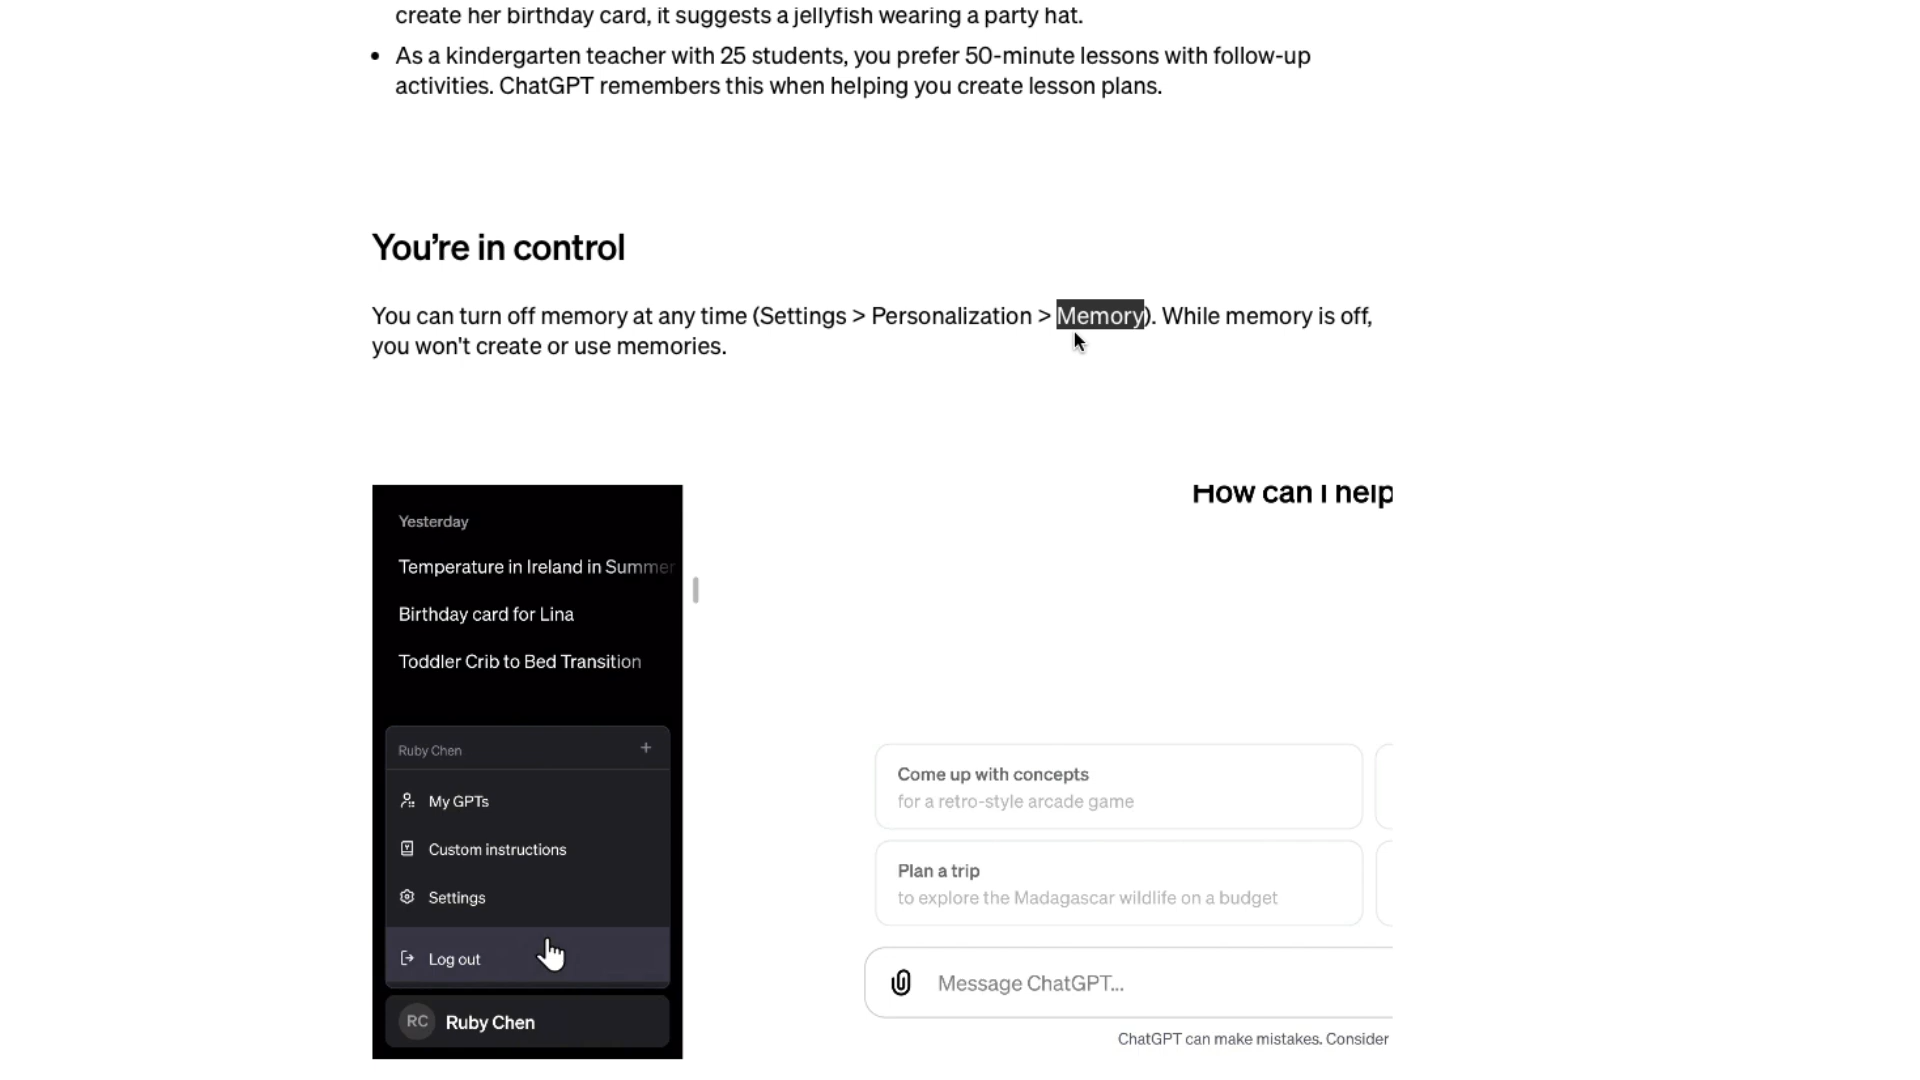 create her birthday card, it suggests a jellyfish wearing a party hat.
• As a kindergarten teacher with 25 students, you prefer 50-minute lessons with follow-up
activities. ChatGPT remembers this when helping you create lesson plans.
You’re in control
You can turn off memory at any time (Settings > Personalization > Memory). While memory is off,
you won't create or use memories.
How can I help
Yesterday
Temperature in Ireland in Summer
Birthday card for Lina
Toddler Crib to Bed Transition
Ruby Chen +
My GPTs
Custom instructions
Settings
Log out
RC Ruby Chen
Come up with concepts
for a retro-style arcade game
Plan a trip
to explore the Madagascar wildlife on a budget
Message ChatGPT...
ChatGPT can make mistakes. Consider